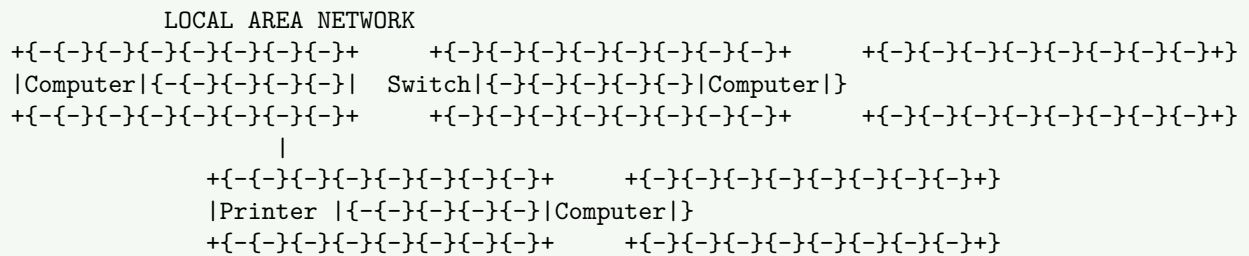 LOCAL AREA NETWORK
+{-{-}{-}{-}{-}{-}{-}{-}+ +{-}{-}{-}{-}{-}{-}{-}{-}+ +{-}{-}{-}{-}{-}{-}{-}{-}+}
|Computer|{-{-}{-}{-}{-}| Switch|{-}{-}{-}{-}{-}|Computer|}
+{-{-}{-}{-}{-}{-}{-}{-}+ +{-}{-}{-}{-}{-}{-}{-}{-}+ +{-}{-}{-}{-}{-}{-}{-}{-}+}
|
+{-{-}{-}{-}{-}{-}{-}{-}+ +{-}{-}{-}{-}{-}{-}{-}{-}+}
|Printer |{-{-}{-}{-}{-}|Computer|}
+{-{-}{-}{-}{-}{-}{-}{-}+ +{-}{-}{-}{-}{-}{-}{-}{-}+}